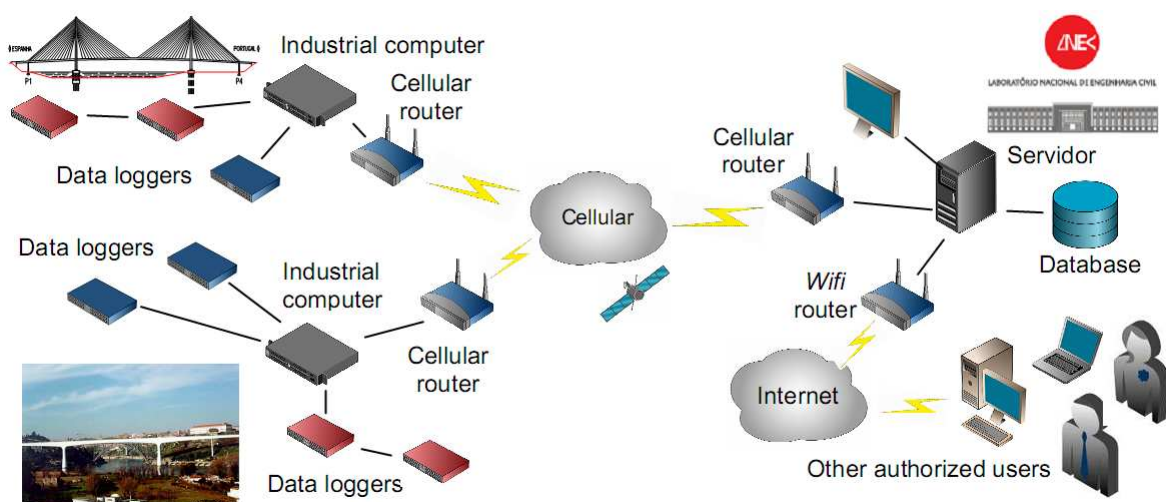 ESPANHA
PORTUGAL
P1
P4
Industrial computer
Cellular
router
Data loggers
Cellular
Cellular
router
LNEC
LABORATÓRIO NACIONAL DE ENGENHARIA CIVIL
Servidor
Database
Data loggers
Industrial
computer
Cellular
router
Data loggers
Wifi
router
Internet
Other authorized users